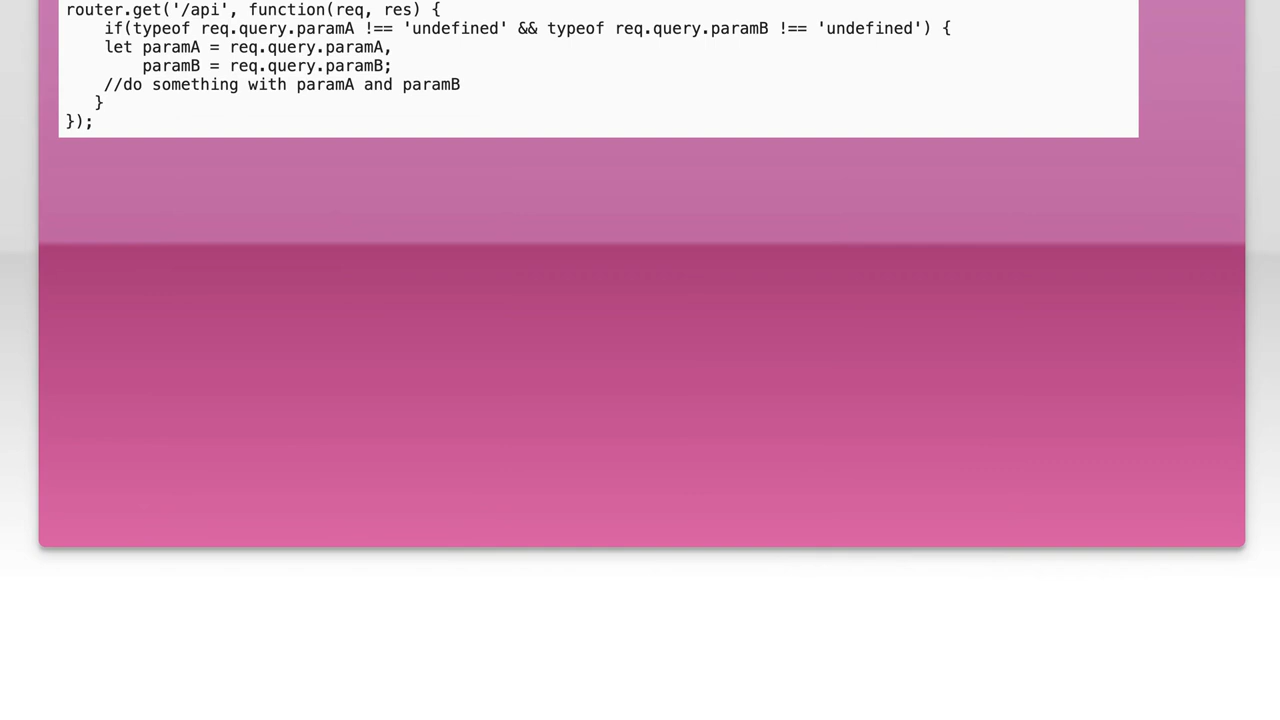 router.get('/api', function(req, res) {
    if(typeof req.query.paramA !== 'undefined' && typeof req.query.paramB !== 'undefined') {
    let paramA = req.query.paramA,
        paramB = req.query.paramB;
    //do something with paramA and paramB
   }
});